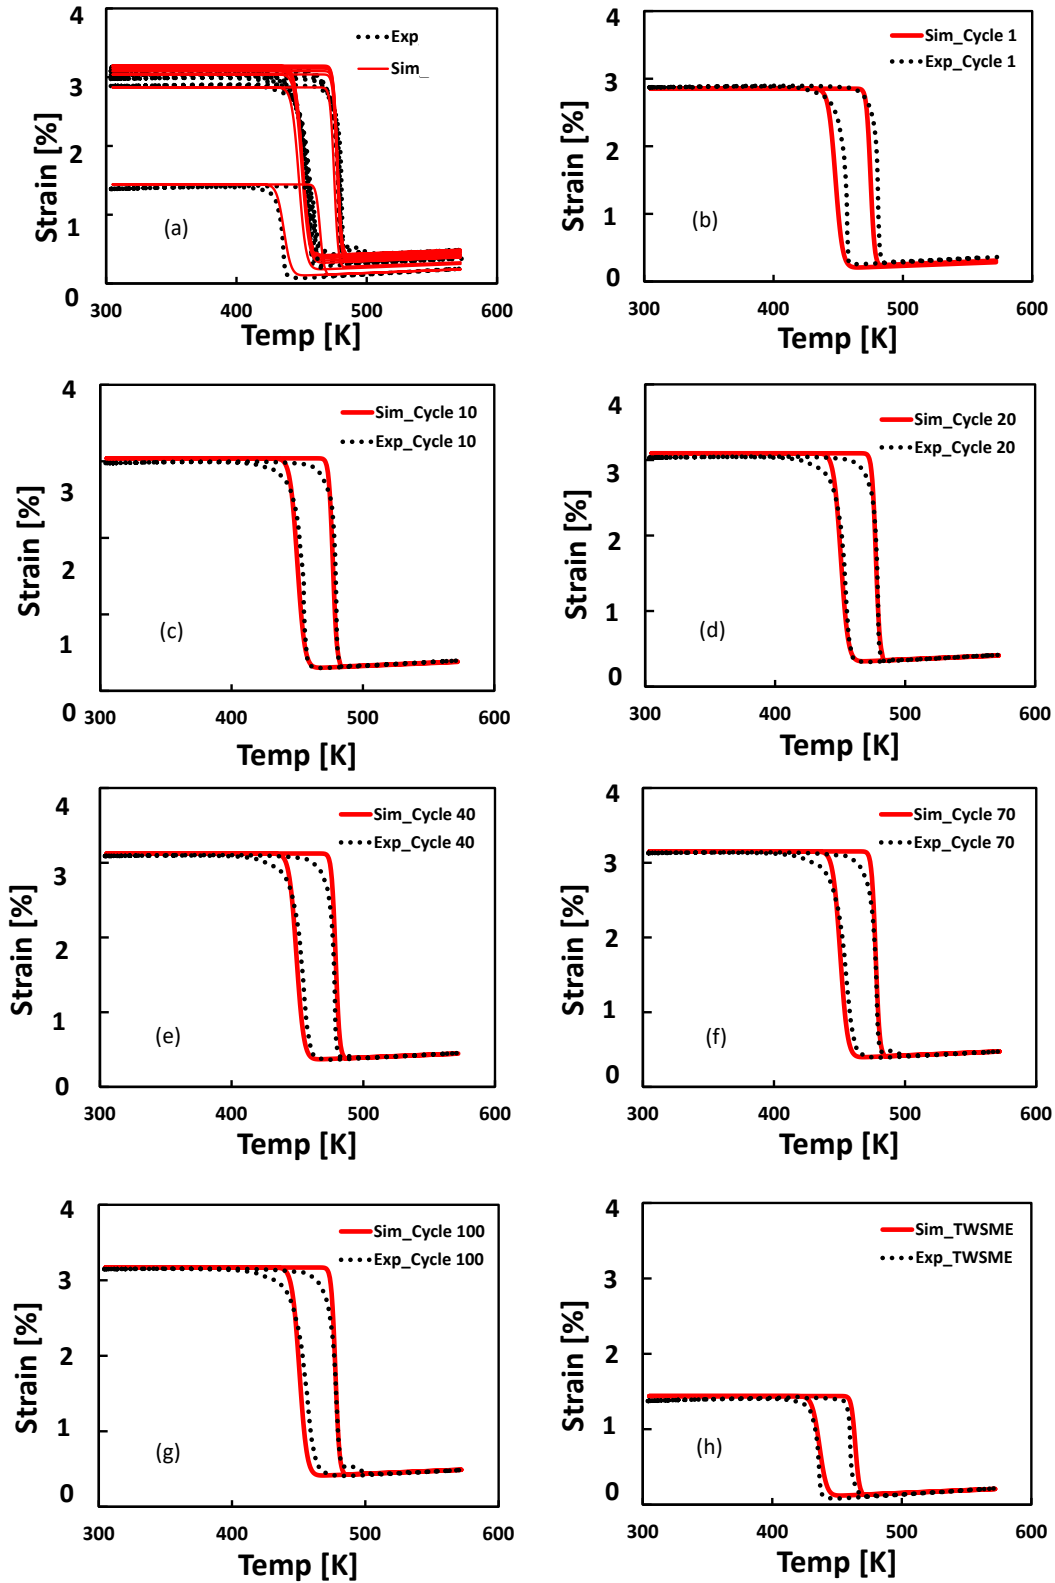 4
3
2
1
0
Strain [%]
Exp
Sim_
(a)
300
400
500
600
Temp [K]
4
3
2
1
0
Strain [%]
Sim_Cycle 1
Exp_Cycle 1
(b)
300
400
500
600
Temp [K]
4
3
2
1
0
Strain [%]
Sim_Cycle 10
Exp_Cycle 10
(c)
300
400
500
600
Temp [K]
4
3
2
1
0
Strain [%]
Sim_Cycle 20
Exp_Cycle 20
(d)
300
400
500
600
Temp [K]
4
3
2
1
0
Strain [%]
Sim_Cycle 40
Exp_Cycle 40
(e)
300
400
500
600
Temp [K]
4
3
2
1
0
Strain [%]
Sim_Cycle 70
Exp_Cycle 70
(f)
300
400
500
600
Temp [K]
4
3
2
1
0
Strain [%]
Sim_Cycle 100
Exp_Cycle 100
(g)
300
400
500
600
Temp [K]
4
3
2
1
0
Strain [%]
Sim_TWSME
Exp_TWSME
(h)
300
400
500
600
Temp [K]